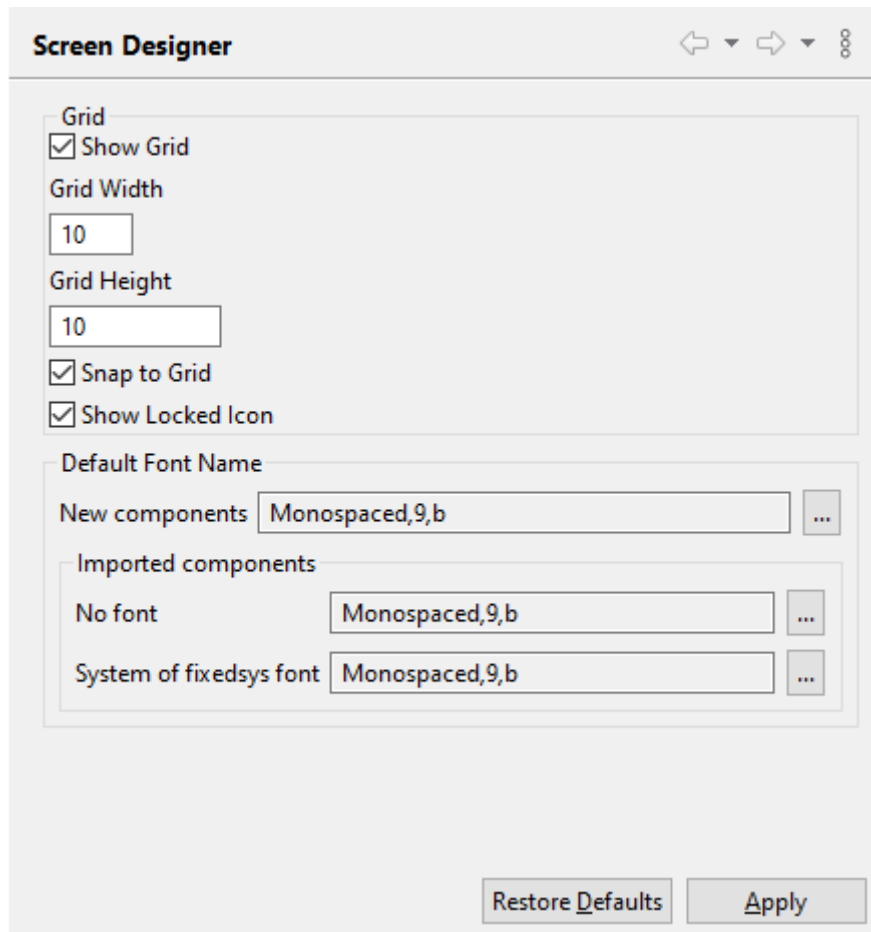 Screen Designer
Grid
Show Grid
Grid Width
10
Grid Height
10
Snap to Grid
Show Locked Icon
Default Font Name
New components Monospaced,9,b ...
Imported components
No font Monospaced,9,b ...
System of fixedsys font Monospaced,9,b ...
Restore Defaults Apply